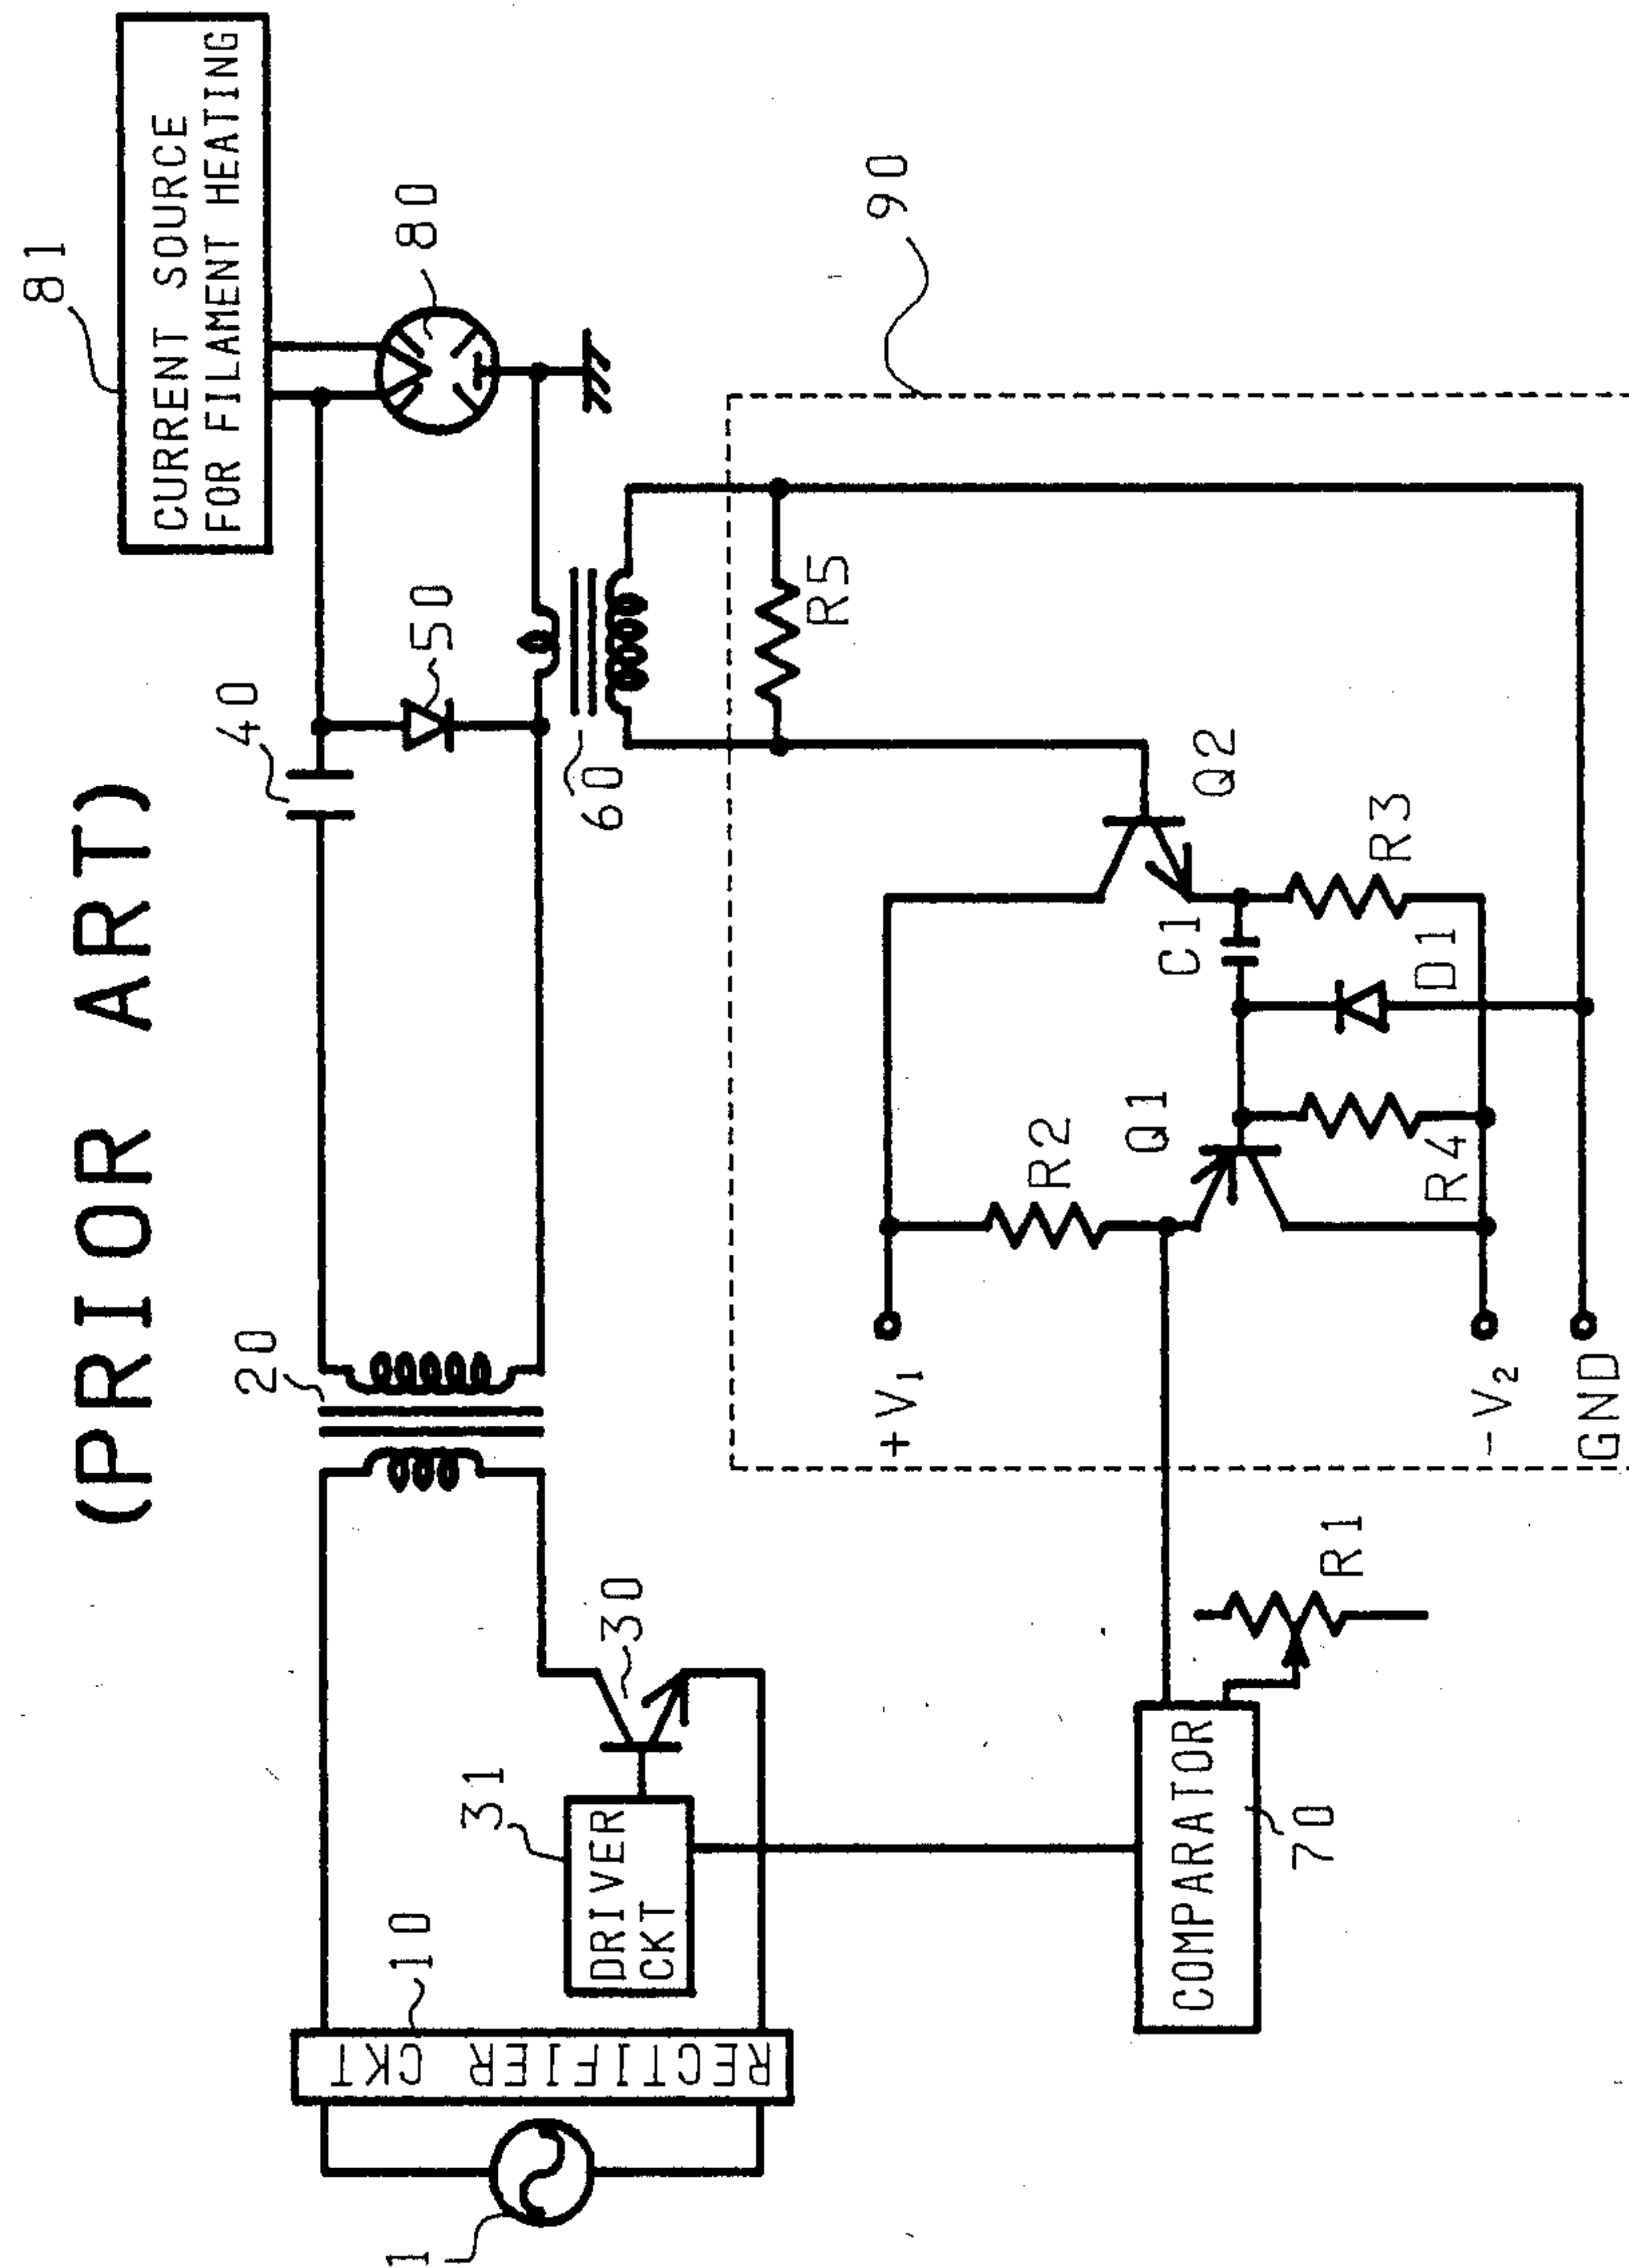 (PRIOR ART)
81
CURRENT SOURCE
FOR FILAMENT HEATING
80
40
50
20
60
10
31
30
DRIVER
CKT
RECTIFIER CKT
1
90
R5
Q2
+V₁
R2
Q1
C1
R3
D1
R4
-V₂
GND
COMPARATOR
70
R1